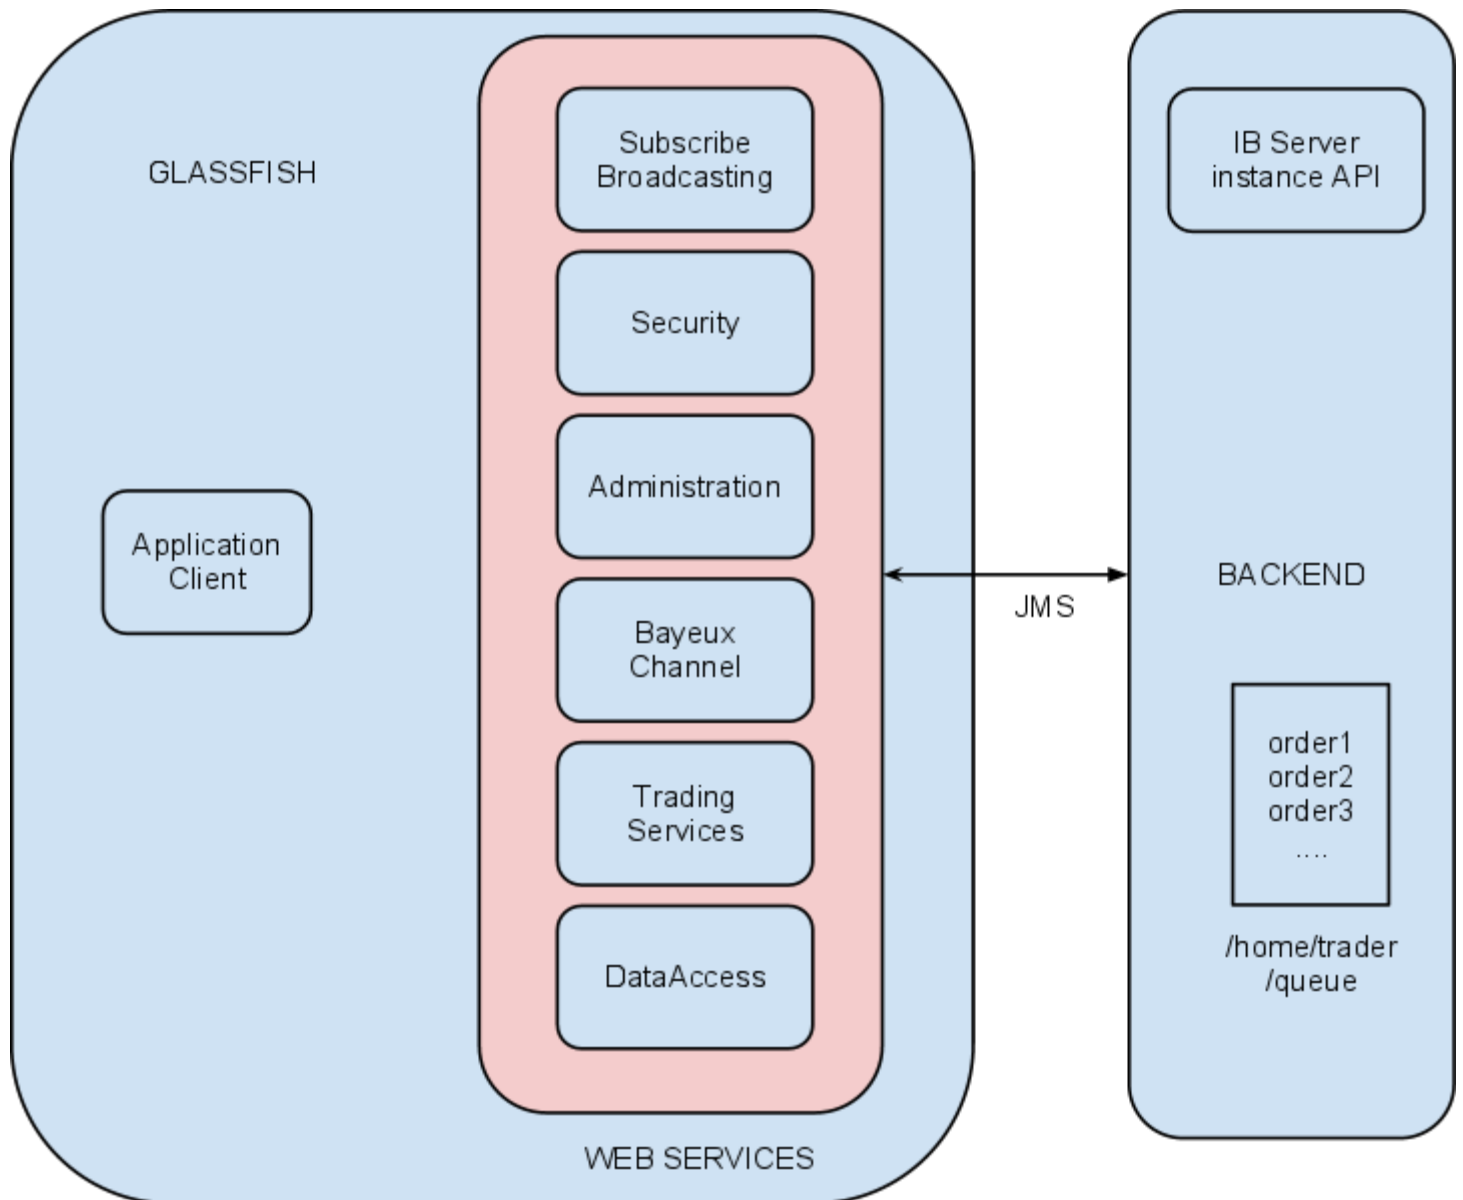 GLASSFISH
Subscribe
Broadcasting
Security
Administration
Application
Client
Bayeux
Channel
Trading
Services
DataAccess
WEB SERVICES
JMS
IB Server
instance API
BACKEND
order1
order2
order3
....
/home/trader
/queue